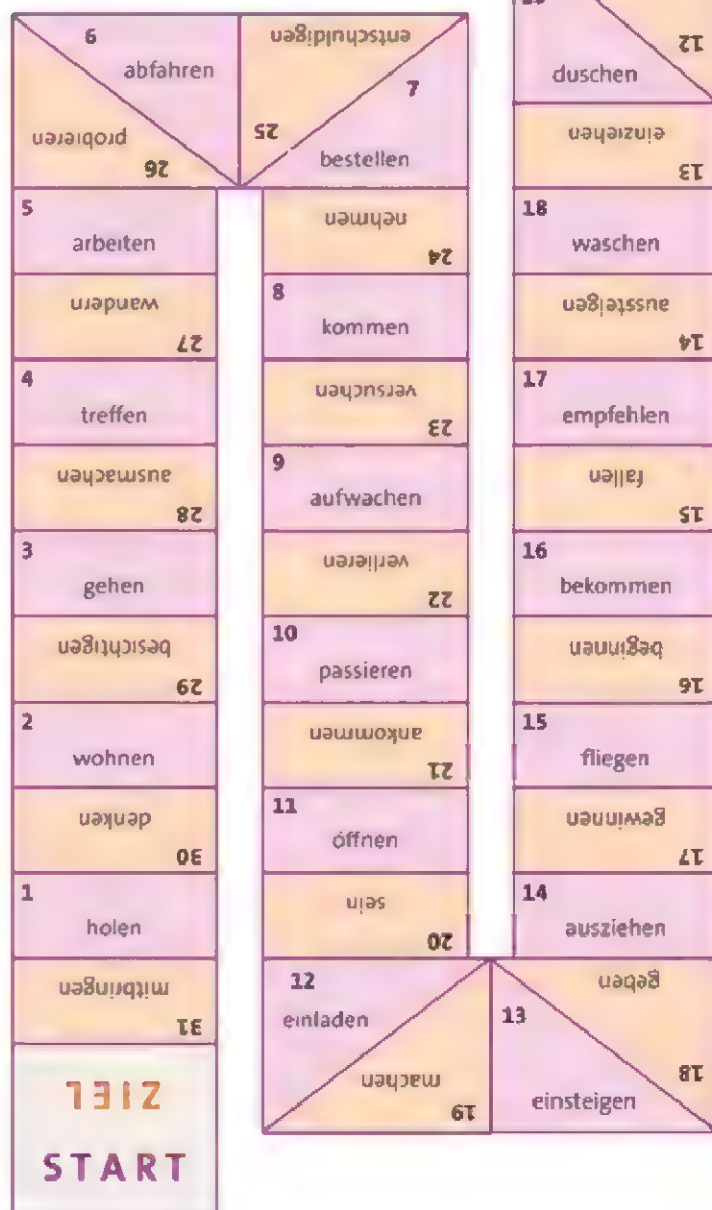 6
abfahren
entschuldigen
25
7
bestellen
probieren
26
5
arbeiten
wandern
27
4
treffen
ausmachen
28
3
gehen
besichtigen
29
2
wohnen
denken
30
1
holen
mitbringen
31
ZIEL
START
nehmen
24
8
kommen
versuchen
23
9
aufwachen
verlieren
22
10
passieren
ankommen
21
11
öffnen
sein
20
12
einladen
machen
19
13
einsteigen
geben
18
12
duschen
einziehen
13
18
waschen
aussteigen
14
17
empfehlen
fallen
15
16
bekommen
beginnen
16
15
fliegen
gewinnen
17
14
ausziehen